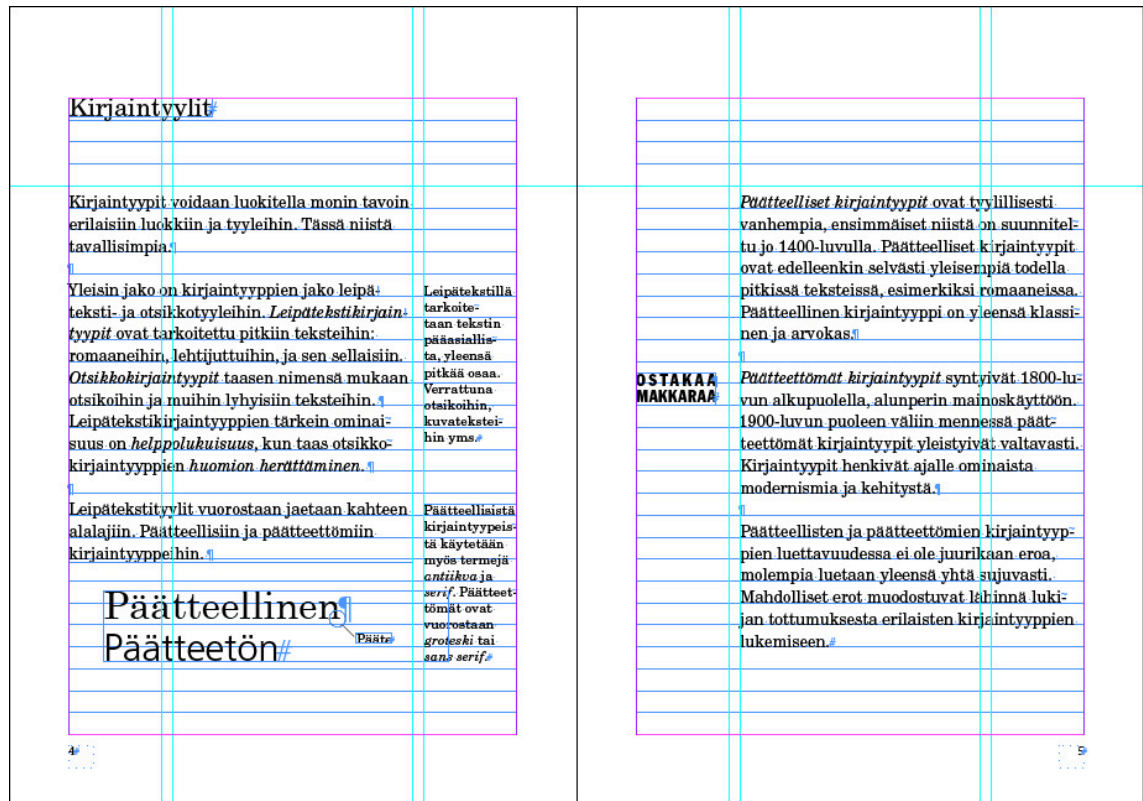 Kirjaintyylit
Kirjaintyypit voidaan luokitella monin tavoin
erilaisiin luokkiin ja tyyleihin. Tässä niistä
tavallisimpia.
Yleisin jako on kirjaintyyppien jako leipä-
teksti- ja otsikkotyyleihin. Leipätekstikirjain-
tyypit ovat tarkoitettu pitkiin teksteihin:
romaaneihin, lehtijuttuihin, ja sen sellaisiin.
Otsikkokirjaintyypit taasen nimensä mukaan
otsikoihin ja muihin lyhyisiin teksteihin.
Leipätekstikirjaintyyppien tärkein ominai-
suus on helppolukuisuus, kun taas otsikko-
kirjaintyyppien huomion herättäminen.
Leipätekstityylit vuorostaan jaetaan kahteen
alalajiin. Päätteellisiin ja päätteettömiin
kirjaintyyppeihin.
Päätteellinen
Päätteetön
Pääte
Leipätekstillä
tarkoite-
taan tekstin
pääasiallis-
ta, yleensä
pitkää osaa.
Verrattuna
otsikoihin,
kuvatekstei-
hin yms.
Päätteellisistä
kirjaintyypeis-
tä käytetään
myös termejä
antiikva ja
serif. Päätteet-
tömät ovat
vuorostaan
groteski tai
sans serif.
4
OSTAKAA
MAKKARAA
Päätteelliset kirjaintyypit ovat tyylillisesti
vanhempia, ensimmäiset niistä on suunnitel-
tu jo 1400-luvulla. Päätteelliset kirjaintyypit
ovat edelleenkin selvästi yleisempiä todella
pitkissä teksteissä, esimerkiksi romaaneissa.
Päätteellinen kirjaintyyppi on yleensä klassi-
nen ja arvokas.
Päätteettömät kirjaintyypit syntyivät 1800-lu-
vun alkupuolella, alunperin mainoskäyttöön.
1900-luvun puoleen väliin mennessä päät-
teettömät kirjaintyypit yleistyivät valtavasti.
Kirjaintyypit henkivät ajalle ominaista
modernismia ja kehitystä.
Päätteellisten ja päätteettömien kirjaintyyp-
pien luettavuudessa ei ole juurikaan eroa,
molempia luetaan yleensä yhtä sujuvasti.
Mahdolliset erot muodostuvat lähinnä luki-
jan tottumuksesta erilaisten kirjaintyyppien
lukemiseen.
5